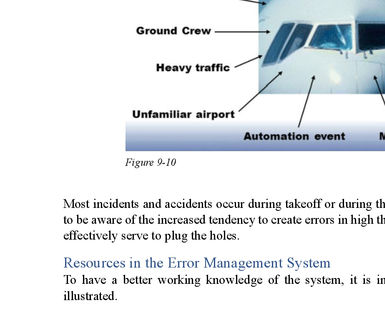 Ground Crew
Heavy traffic
Unfamiliar airport
Automation event
Figure 9-10
Most incidents and accidents occur during takeoff or during th
to be aware of the increased tendency to create errors in high th
effectively serve to plug the holes.
Resources in the Error Management System
To have a better working knowledge of the system, it is in
illustrated.